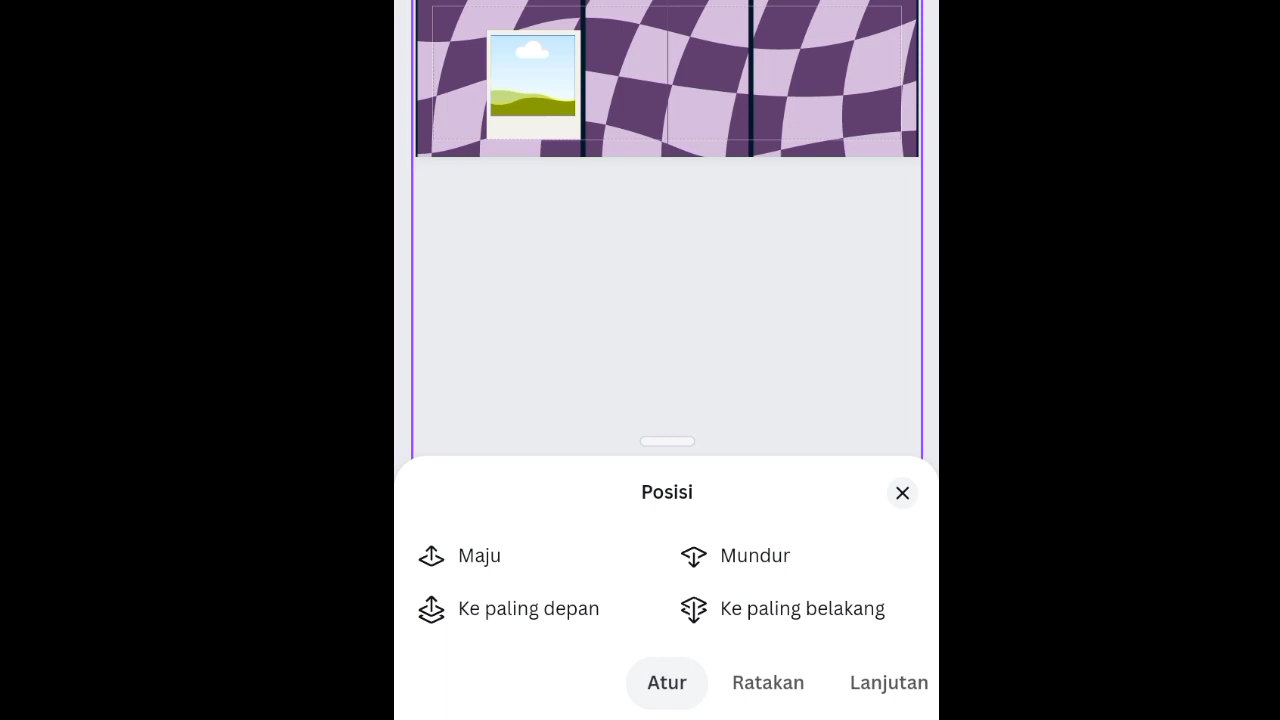 Posisi
Maju
Mundur
Ke paling depan
Ke paling belakang
Atur
Ratakan
Lanjutan